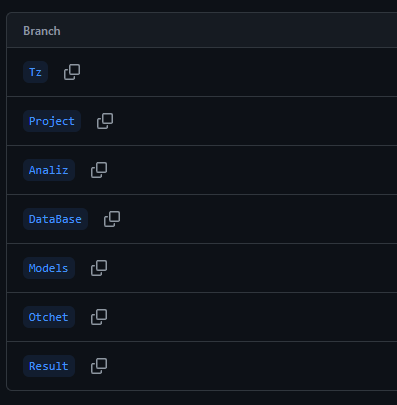 Branch
Tz
Project
Analiz
DataBase
Models
Otchet
Result